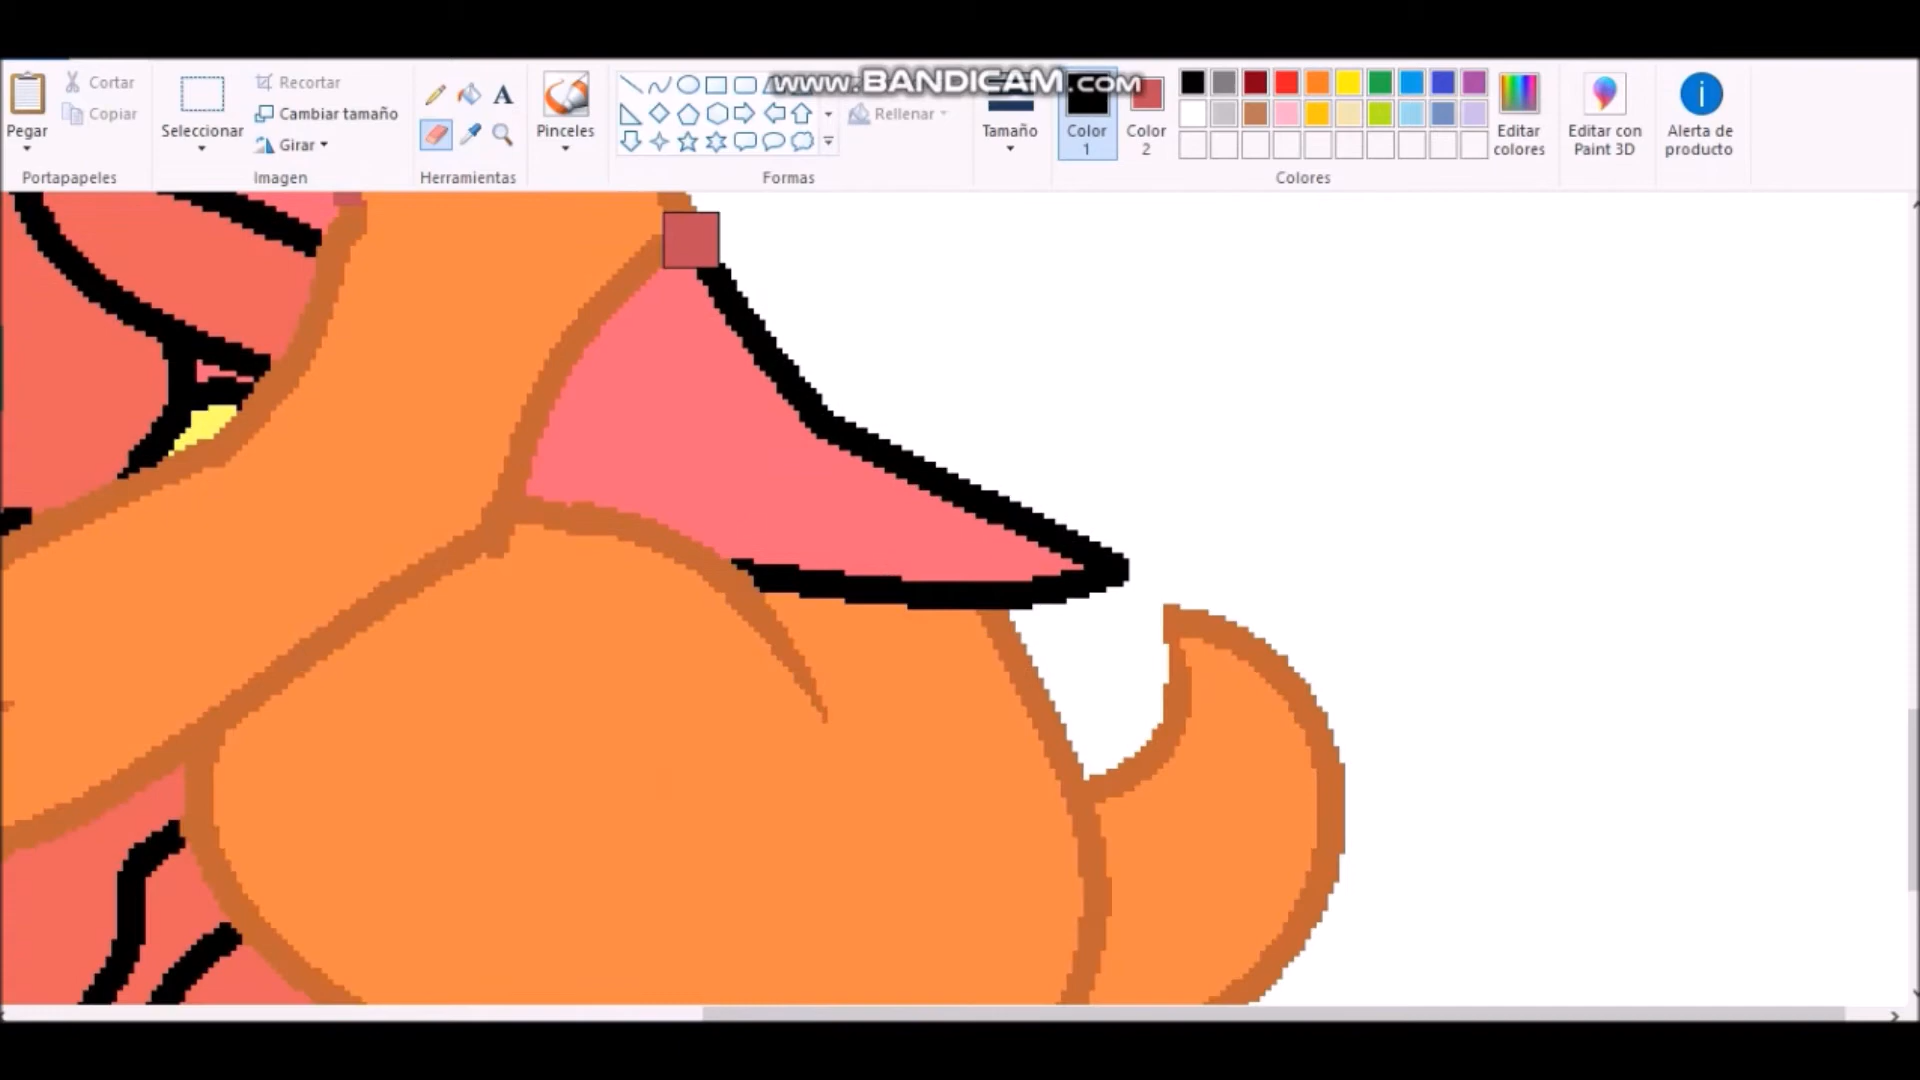 www.BANDICAM.com
Cortar
Copiar
Pegar
Portapapeles
Recortar
Cambiar tamaño
Girar
Seleccionar
Imagen
A
Herramientas
Pinceles
Rellenar
Formas
Tamaño
Color
1
Color
2
Editar
colores
Colores
Editar con
Paint 3D
i
Alerta de
producto